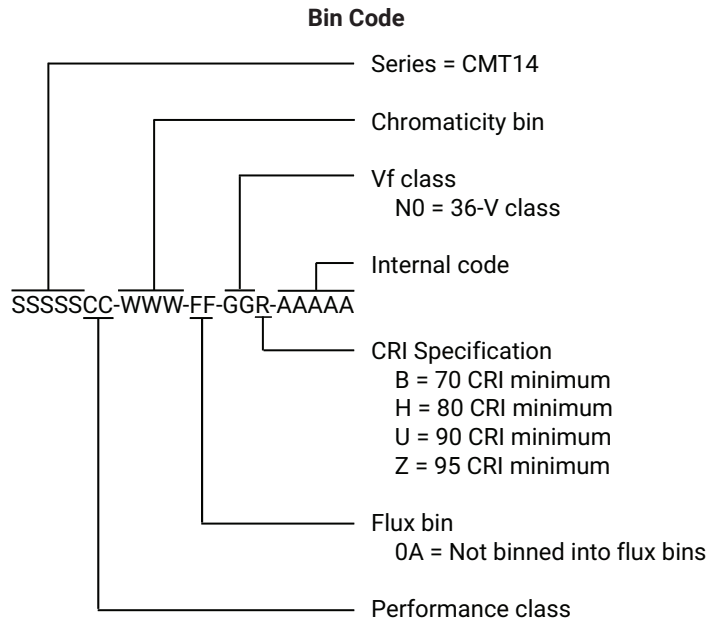 Bin Code
Series = CMT14
Chromaticity bin
Vf class
N0 = 36-V class
Internal code
SSSSSCC-WWW-FF-GGR-AAAAA
CRI Specification
B = 70 CRI minimum
H = 80 CRI minimum
U = 90 CRI minimum
Z = 95 CRI minimum
Flux bin
0A = Not binned into flux bins
Performance class